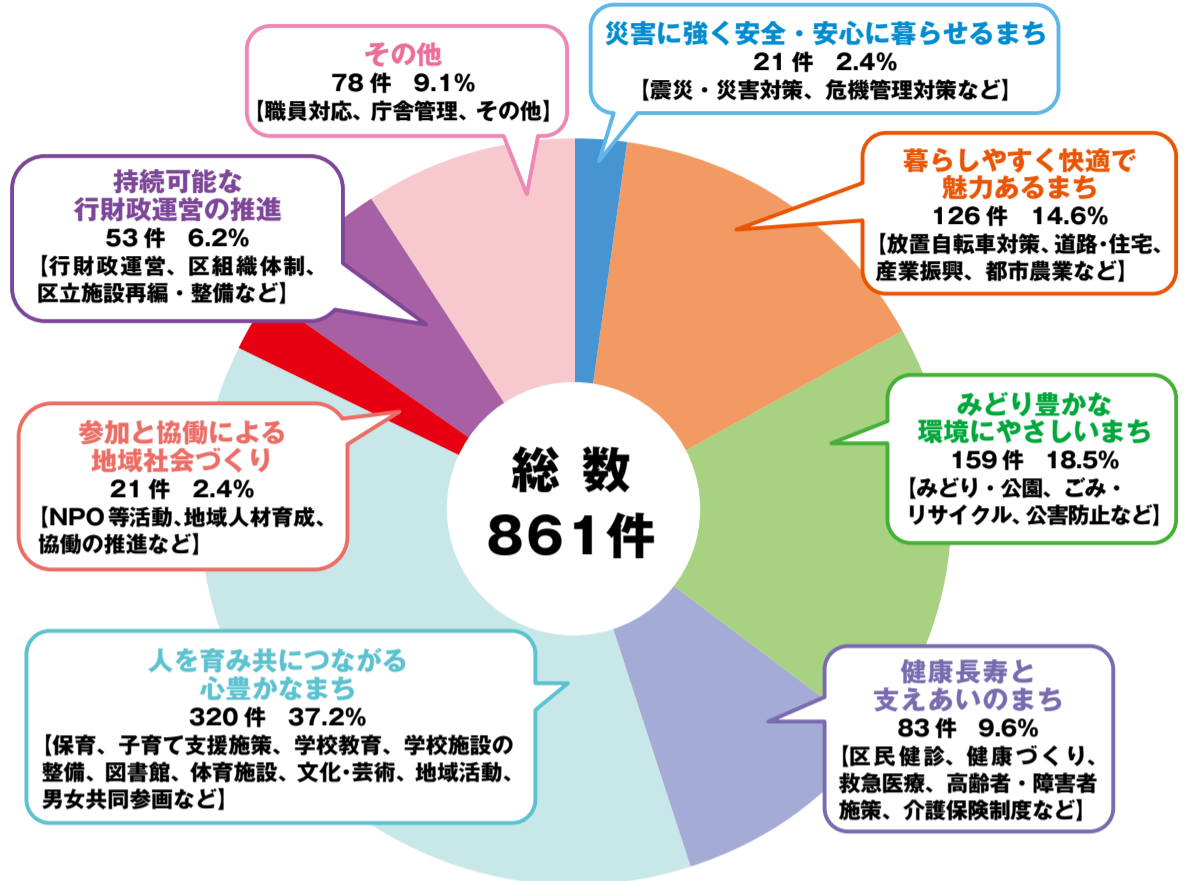 災害に強く安全・安心に暮らせるまち
21件 2.4%
【震災・災害対策、危機管理対策など】
暮らしやすく快適で
魅力あるまち
126件 14.6%
【放置自転車対策、道路・住宅、
産業振興、都市農業など】
みどり豊かな
環境にやさしいまち
159件 18.5%
【みどり・公園、ごみ・
リサイクル、公害防止など】
健康長寿と
支えあいのまち
83件 9.6%
【区民健診、健康づくり、
救急医療、高齢者・障害者
施策、介護保険制度など】
人を育み共につながる
心豊かなまち
320件 37.2%
【保育、子育て支援施策、学校教育、学校施設の
整備、図書館、体育施設、文化・芸術、地域活動、
男女共同参画など】
参加と協働による
地域社会づくり
21件 2.4%
【NPO等活動、地域人材育成、
協働の推進など】
持続可能な
行財政運営の推進
53件 6.2%
【行財政運営、区組織体制、
区立施設再編・整備など】
その他
78件 9.1%
【職員対応、庁舎管理、その他】
総数
861件